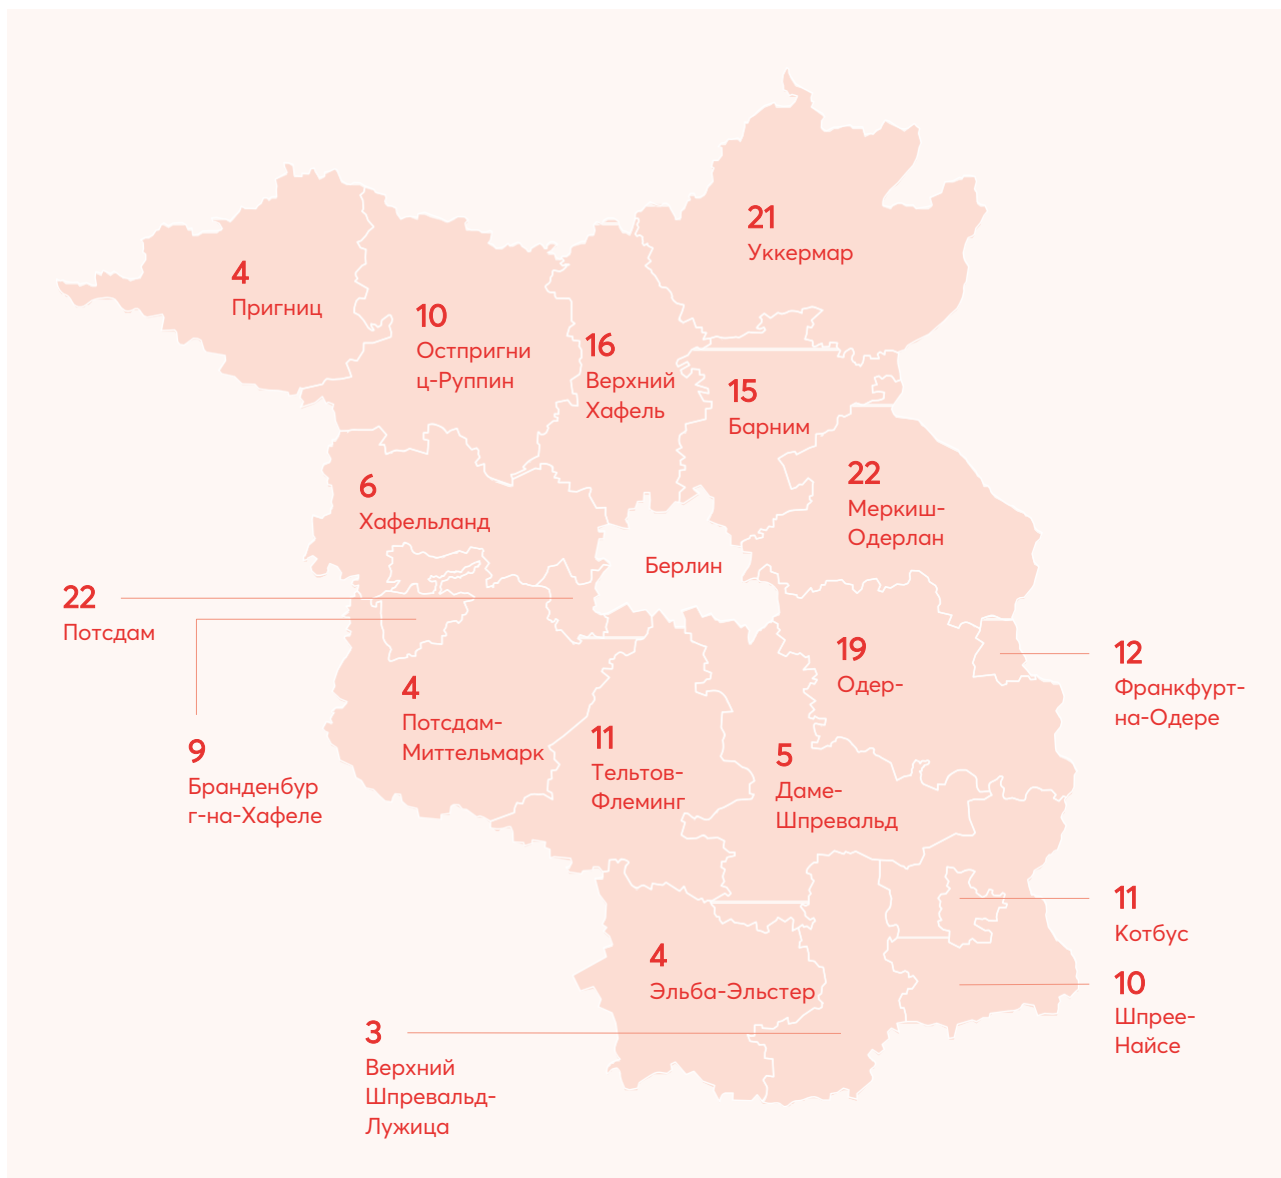 21
Уккермар
4
Пригниц
10
Остпригни
ц-Руппин
16
Верхний
Хафель
15
Барним
22
Меркиш-
Одерлан
6
Хафельланд
Берлин
22
Потсдам
9
Бранденбур
г-на-Хафеле
4
Потсдам-
Миттельмарк
11
Тельтов-
Флеминг
19
Одер-
5
Даме-
Шпревальд
12
Франкфурт-
на-Одере
11
Котбус
10
Шпрее-
Найсе
4
Эльба-Эльстер
3
Верхний
Шпревальд-
Лужица